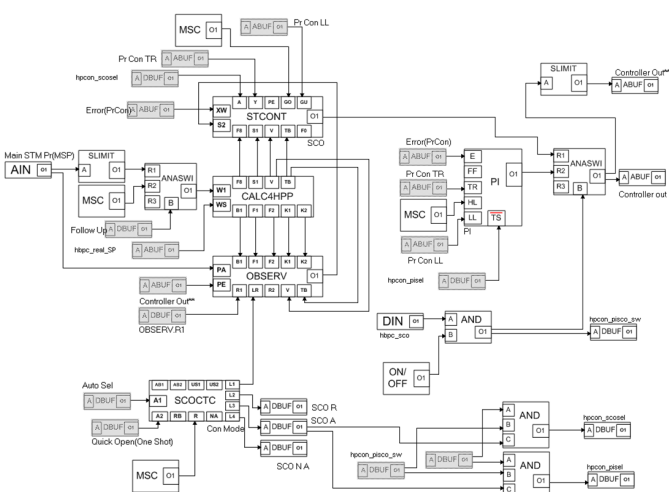 MSC O1
A ABUF O1
Pr Con LL
Pr Con TR A ABUF O1
hpcon_scosel A DBUF O1
A Y PE GO GU
Error(PrCon) A ABUF O1
XW
S2
STCONT
O1
SCO
F8 S1 V TB F0
SLIMIT
A O1
Controller Out**
A ABUF O1
Main STM Pr(MSP)
AIN O1
SLIMIT
A O1
R1
R2
R3
ANASWI
O1
B
MSC O1
Follow Up A DBUF O1
hbpc_real_SP A ABUF O1
F8 S1 V TB
W1
WS
CALC4HPP
B1 F1 F2 K1 K2
B1 F1 F2 K1 K2
PA
PE
OBSERV
O1
R1 LR R2 V TB
Controller Out**
A ABUF O1
A ABUF O1
OBSERV.R1
Error(PrCon)
A ABUF O1
Pr Con TR
A ABUF O1
MSC O1
A ABUF O1
Pr Con LL
E
FF
TR
HL
LL
PI
O1
TS
PI
hpcon_pisel A DBUF O1
R1
R2
R3
ANASWI
O1
B
A ABUF O1
Controller out
DIN O1
hbpc_sco
A
B
AND
O1
hpcon_pisco_sw
A DBUF O1
ON/
OFF
O1
Auto Sel
A DBUF O1
A DBUF O1
Quick Open(One Shot)
AS1 AS2 US1 US2 L1
L2
L3
L4
A1
SCOCTC
A2 RB R NA
Con Mode
MSC O1
A DBUF O1 SCO R
SCO A
A DBUF O1
A DBUF O1
SCO N.A
hpcon_pisco_sw
A DBUF O1
A DBUF O1
A
B
C
AND
O1
hpcon_scosel
A DBUF O1
A
B
C
AND
O1
hpcon_pisel
A DBUF O1